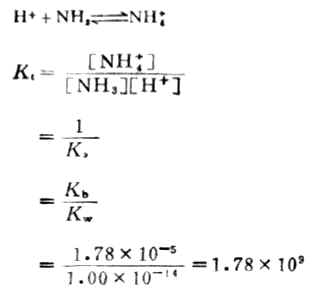 H⁺ + NH₃ ⇌ NH₄⁺
Kₜ = [NH₄⁺] / [NH₃][H⁺]
= 1 / Kₐ
= K_b / K_w
= 1.78 × 10⁻⁵ / 1.00 × 10⁻¹⁴ = 1.78 × 10⁹